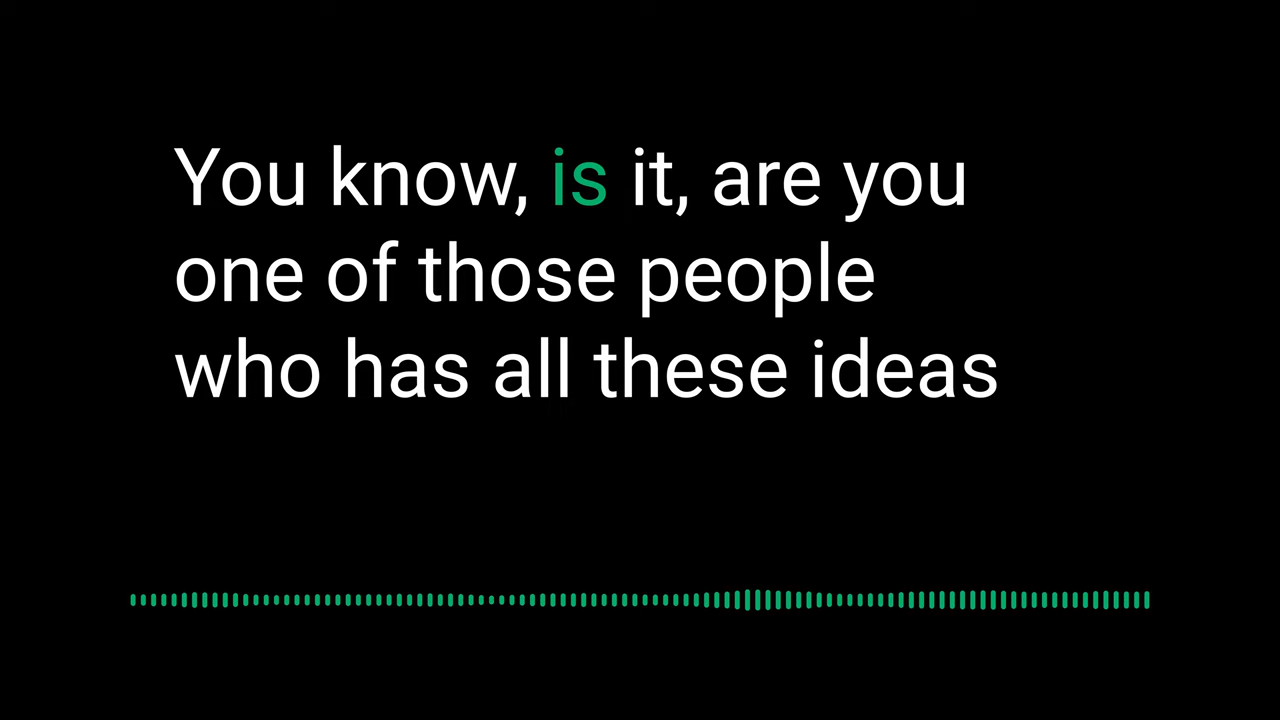 You know, is it, are you
one of those people
who has all these ideas